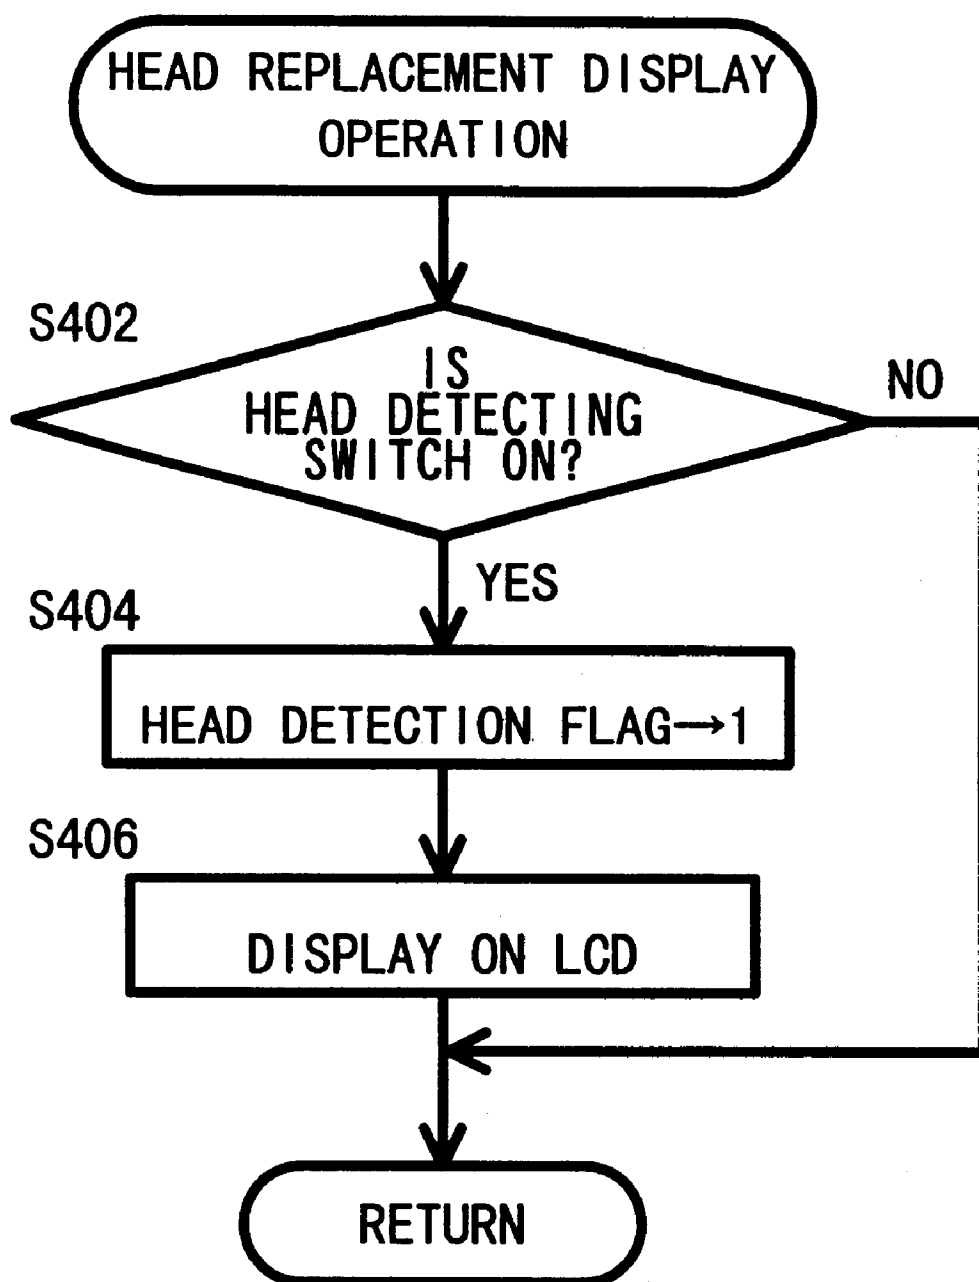 HEAD REPLACEMENT DISPLAY
OPERATION
S402
IS
HEAD DETECTING
SWITCH ON?
NO
YES
S404
HEAD DETECTION FLAG→1
S406
DISPLAY ON LCD
RETURN